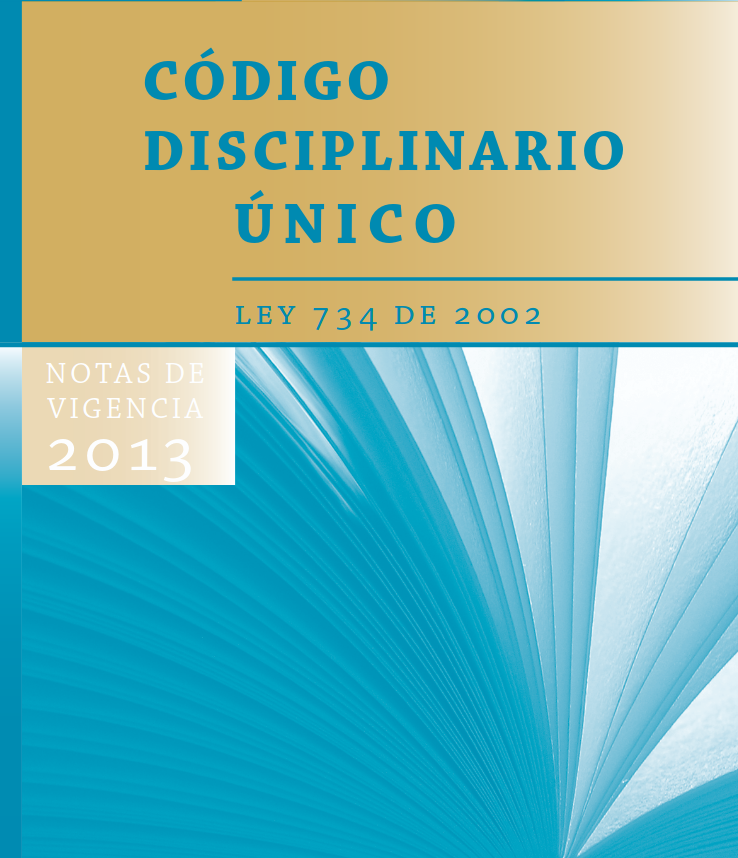 CÓDIGO
DISCIPLINARIO
ÚNICO
LEY 734 DE 2002
NOTAS DE
VIGENCIA
2013